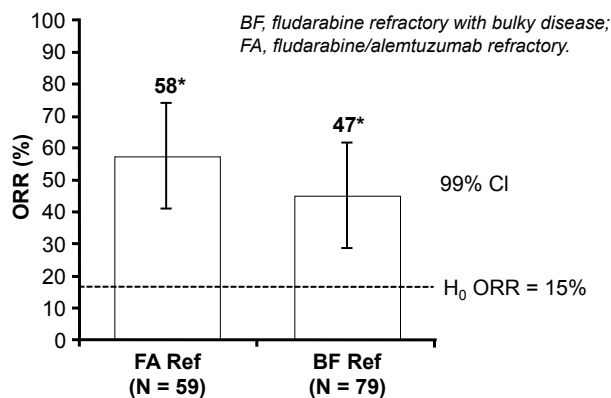 BF, fludarabine refractory with bulky disease;
FA, fludarabine/alemtuzumab refractory.
ORR (%)
100
90
80
70
60
50
40
30
20
10
0
58*
47*
99% CI
H₀ ORR = 15%
FA Ref
(N = 59)
BF Ref
(N = 79)